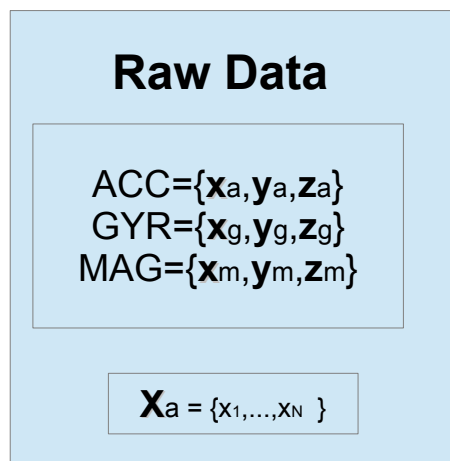 Raw Data
ACC={xa,ya,za}
GYR={xg,yg,zg}
MAG={xm,ym,zm}
Xa = {x1,...,xN }